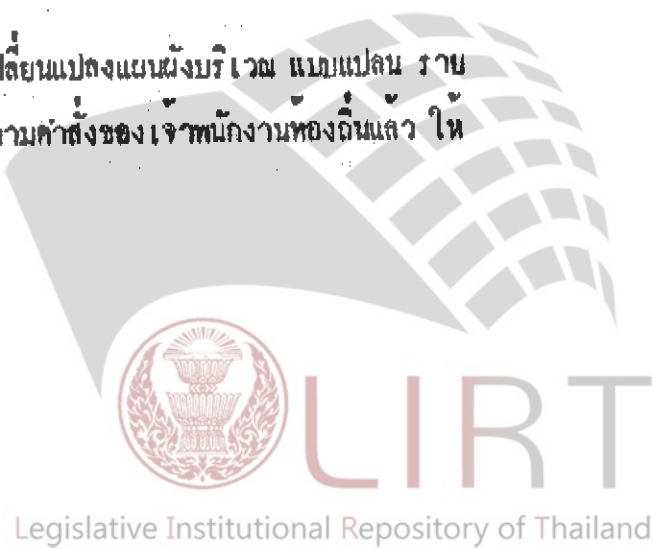 ปลี่ยนแปลงแผนผังบริเวณ แบบแปลน ราย
ามคำสั่งของเจ้าพนักงานท้องถิ่นแล้ว ให้
LIRT
Legislative Institutional Repository of Thailand